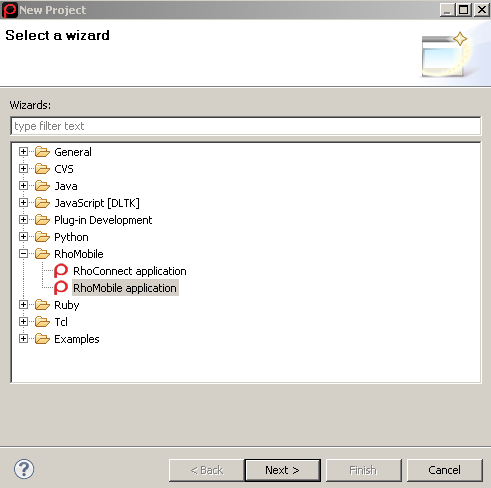 New Project
Select a wizard
Wizards:
type filter text
General
CVS
Java
JavaScript [DLTK]
Plug-in Development
Python
RhoMobile
RhoConnect application
RhoMobile application
Ruby
Tcl
Examples
< Back Next > Finish Cancel